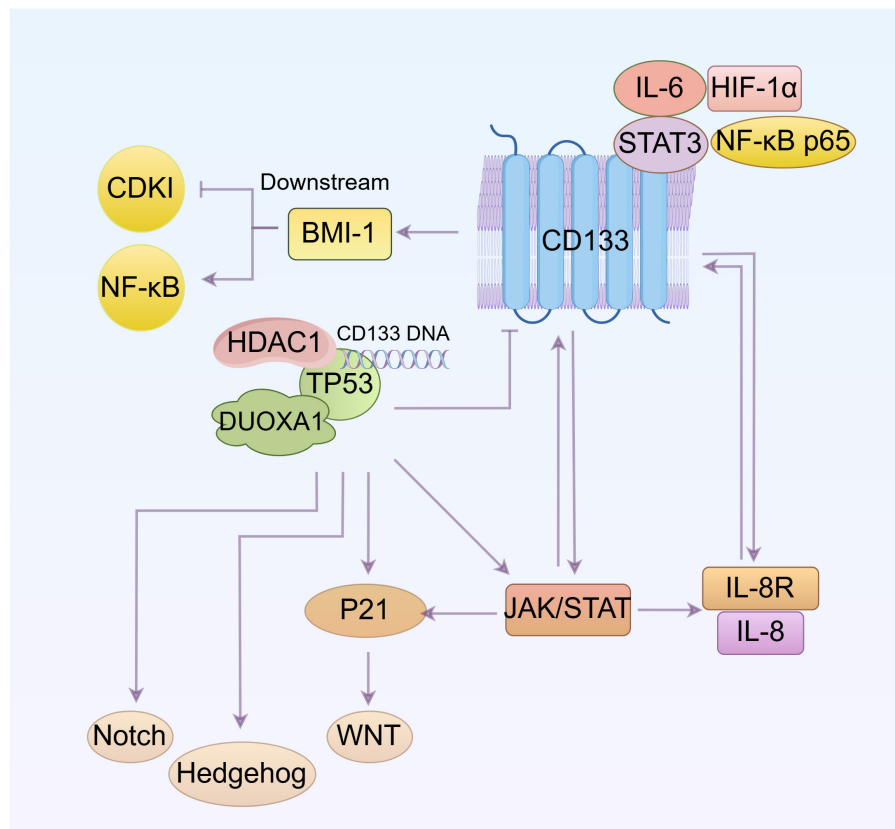 IL-6
HIF-1α
STAT3
NF-κB p65
CDKI
Downstream
BMI-1
CD133
NF-κB
HDAC1
CD133 DNA
TP53
DUOXA1
P21
JAK/STAT
IL-8R
IL-8
Notch
WNT
Hedgehog